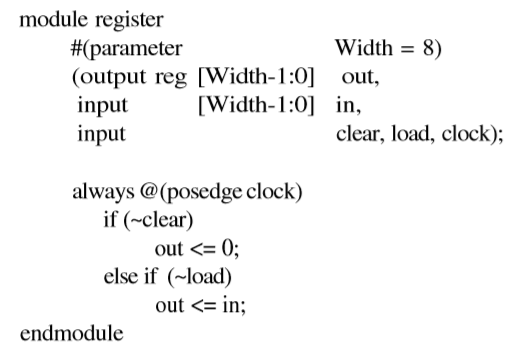 module register
#(parameter Width = 8)
(output reg [Width-1:0] out,
input [Width-1:0] in,
input clear, load, clock);
always @(posedge clock)
if (~clear)
out <= 0;
else if (~load)
out <= in;
endmodule